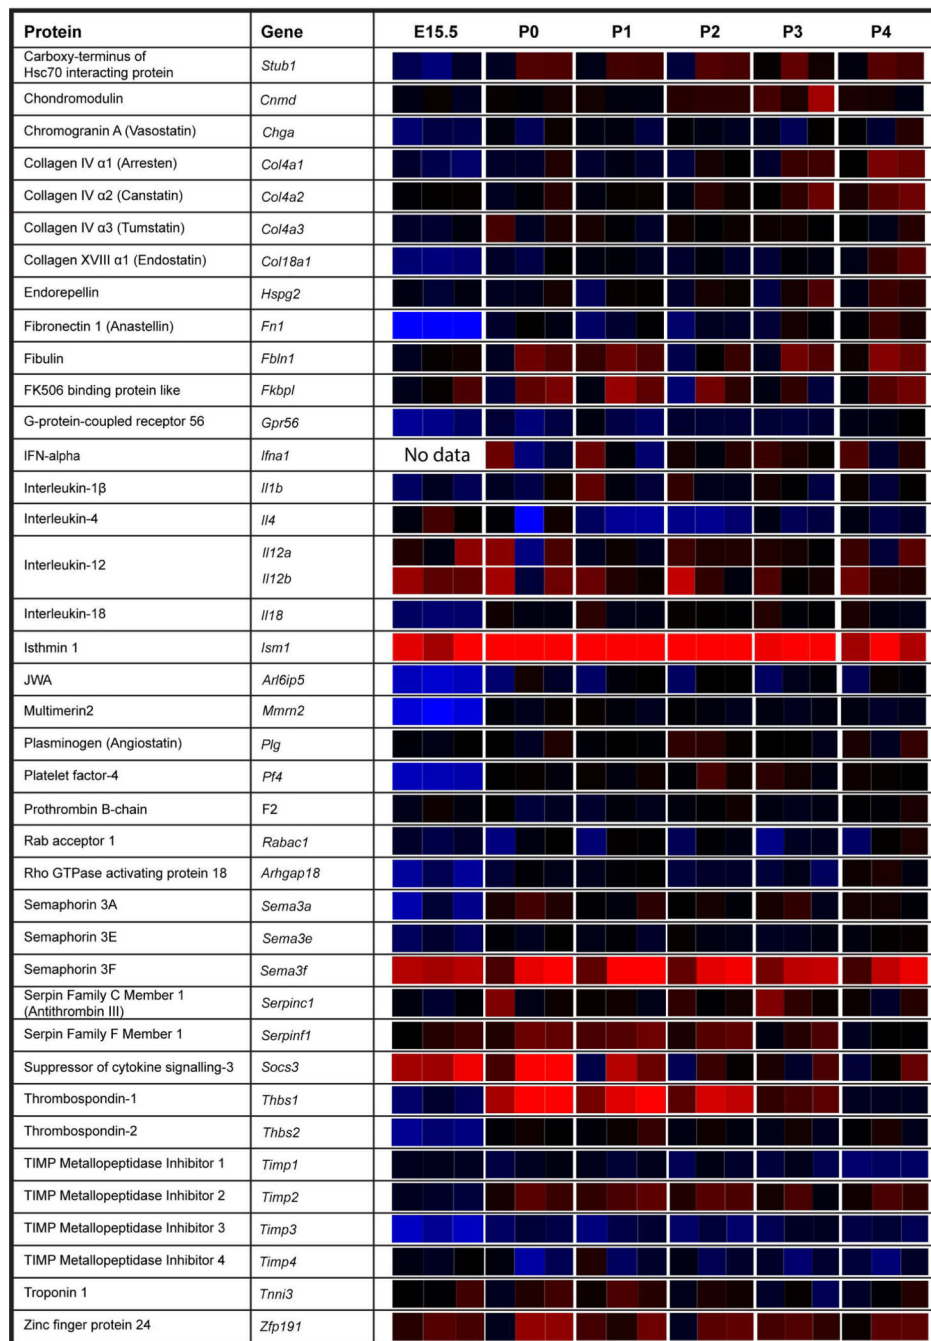 Protein Gene E15.5 P0 P1 P2 P3 P4
Carboxy-terminus of
Hsc70 interacting protein Stub1
Chondromodulin Cnmd
Chromogranin A (Vasostatin) Chga
Collagen IV α1 (Arresten) Col4a1
Collagen IV α2 (Canstatin) Col4a2
Collagen IV α3 (Tumstatin) Col4a3
Collagen XVIII α1 (Endostatin) Col18a1
Endorepellin Hspg2
Fibronectin 1 (Anastellin) Fn1
Fibulin Fbln1
FK506 binding protein like Fkbpl
G-protein-coupled receptor 56 Gpr56
IFN-alpha Ifna1 No data
Interleukin-1β Il1b
Interleukin-4 Il4
Interleukin-12 Il12a
Il12b
Interleukin-18 Il18
Isthmin 1 Ism1
JWA Arl6ip5
Multimerin2 Mmrn2
Plasminogen (Angiostatin) Plg
Platelet factor-4 Pf4
Prothrombin B-chain F2
Rab acceptor 1 Rabac1
Rho GTPase activating protein 18 Arhgap18
Semaphorin 3A Sema3a
Semaphorin 3E Sema3e
Semaphorin 3F Sema3f
Serpin Family C Member 1
(Antithrombin III) Serpinc1
Serpin Family F Member 1 Serpinf1
Suppressor of cytokine signalling-3 Socs3
Thrombospondin-1 Thbs1
Thrombospondin-2 Thbs2
TIMP Metallopeptidase Inhibitor 1 Timp1
TIMP Metallopeptidase Inhibitor 2 Timp2
TIMP Metallopeptidase Inhibitor 3 Timp3
TIMP Metallopeptidase Inhibitor 4 Timp4
Troponin 1 Tnni3
Zinc finger protein 24 Zfp191